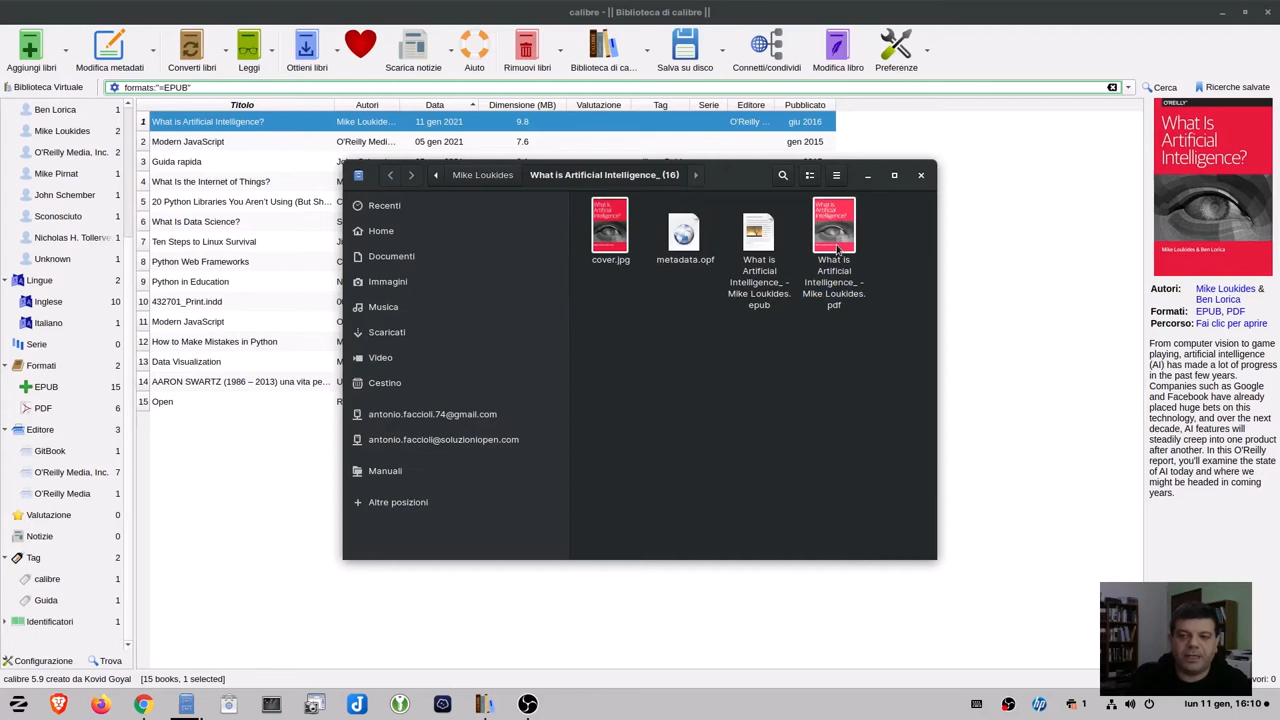 calibre - || Biblioteca di calibre ||
Aggiungi libri
Modifica metadati
Converti libri
Leggi
Ottieni libri
Scarica notizie
Aiuto
Rimuovi libri
Biblioteca di ca...
Salva su disco
Connetti/condividi
Modifica libro
Preferenze
Biblioteca Virtuale
formats:"=EPUB"
Cerca
Ricerche salvate
Ben Lorica 1
Mike Loukides 2
O'Reilly Media, Inc. 2
Mike Pirnat 1
John Schember 1
Sconosciuto 1
Nicholas H. Tollerve 1
Unknown 1
Lingue 2
Inglese 10
Italiano 1
Serie 0
Formati 2
EPUB 15
PDF 6
Editore 3
GitBook 1
O'Reilly Media, Inc. 7
O'Reilly Media 1
Valutazione 0
Notizie 0
Tag 2
calibre 1
Guida 1
Identificatori 1
Configurazione
Trova
Titolo Autori Data Dimensione (MB) Valutazione Tag Serie Editore Pubblicato
1 What is Artificial Intelligence? Mike Loukide... 11 gen 2021 9.8 O'Reilly ... giu 2016
2 Modern JavaScript O'Reilly Medi... 05 gen 2021 7.6 gen 2015
3 Guida rapida
4 What Is the Internet of Things?
5 20 Python Libraries You Aren't Using (But Sh...
6 What Is Data Science?
7 Ten Steps to Linux Survival
8 Python Web Frameworks
9 Python in Education
10 432701_Print.indd
11 Modern JavaScript
12 How to Make Mistakes in Python
13 Data Visualization
14 AARON SWARTZ (1986 – 2013) una vita pe...
15 Open
Mike Loukides
What is Artificial Intelligence_ (16)
Recenti
Home
Documenti
Immagini
Musica
Scaricati
Video
Cestino
antonio.faccioli.74@gmail.com
antonio.faccioli@soluzioniopen.com
Manuali
Altre posizioni
cover.jpg
metadata.opf
What is
Artificial
Intelligence_ -
Mike Loukides.
epub
What is
Artificial
Intelligence_ -
Mike Loukides.
pdf
O'REILLY
What Is
Artificial
Intelligence?
Mike Loukides & Ben Lorica
Autori: Mike Loukides &
Ben Lorica
Formati: EPUB, PDF
Percorso: Fai clic per aprire
From computer vision to game
playing, artificial intelligence
(AI) has made a lot of progress
in the past few years.
Companies such as Google
and Facebook have already
placed huge bets on this
technology, and over the next
decade, AI features will
steadily creep into one product
after another. In this O'Reilly
report, you'll examine the state
of AI today and where we
might be headed in coming
years.
calibre 5.9 creato da Kovid Goyal [15 books, 1 selected]
vori: 0
lun 11 gen, 16:10